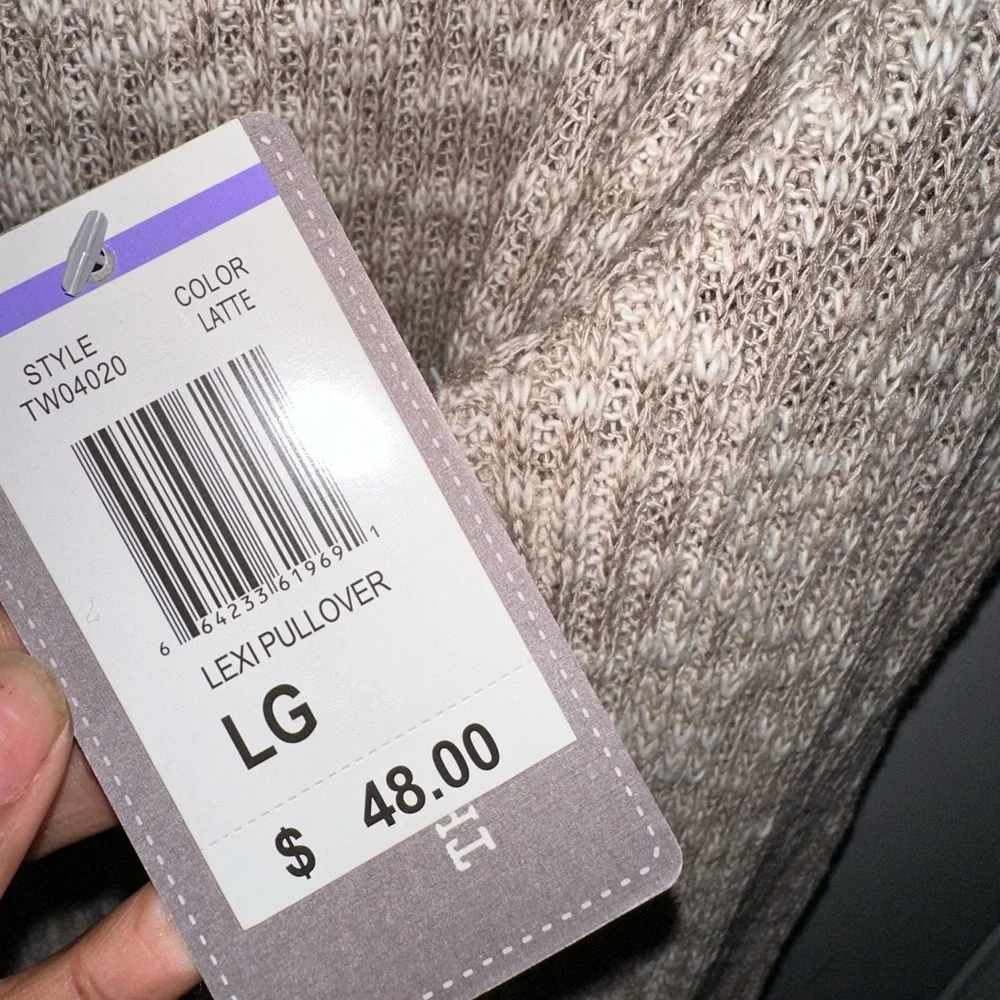 COLOR
LATTE
STYLE
TW04020
6 64233 61969 1
LEXI PULLOVER
LG
$ 48.00